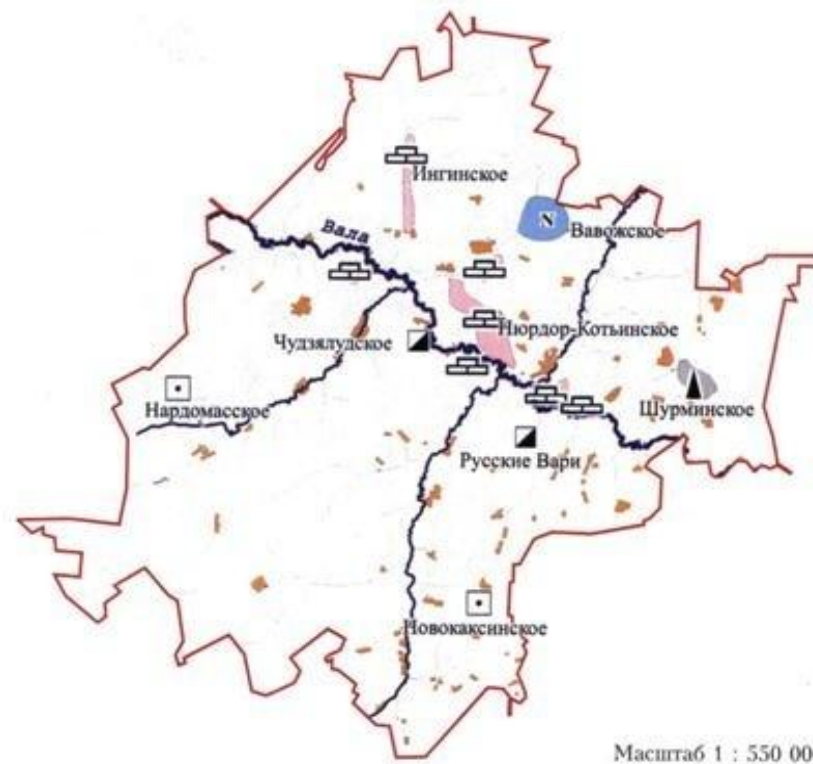 Ингинское
N
Вавожское
Вала
Нюрдор-Котьинское
Чудзялудское
Нардомасское
Шурминское
Русские Вари
Новокаксинское
Масштаб 1 : 550 00